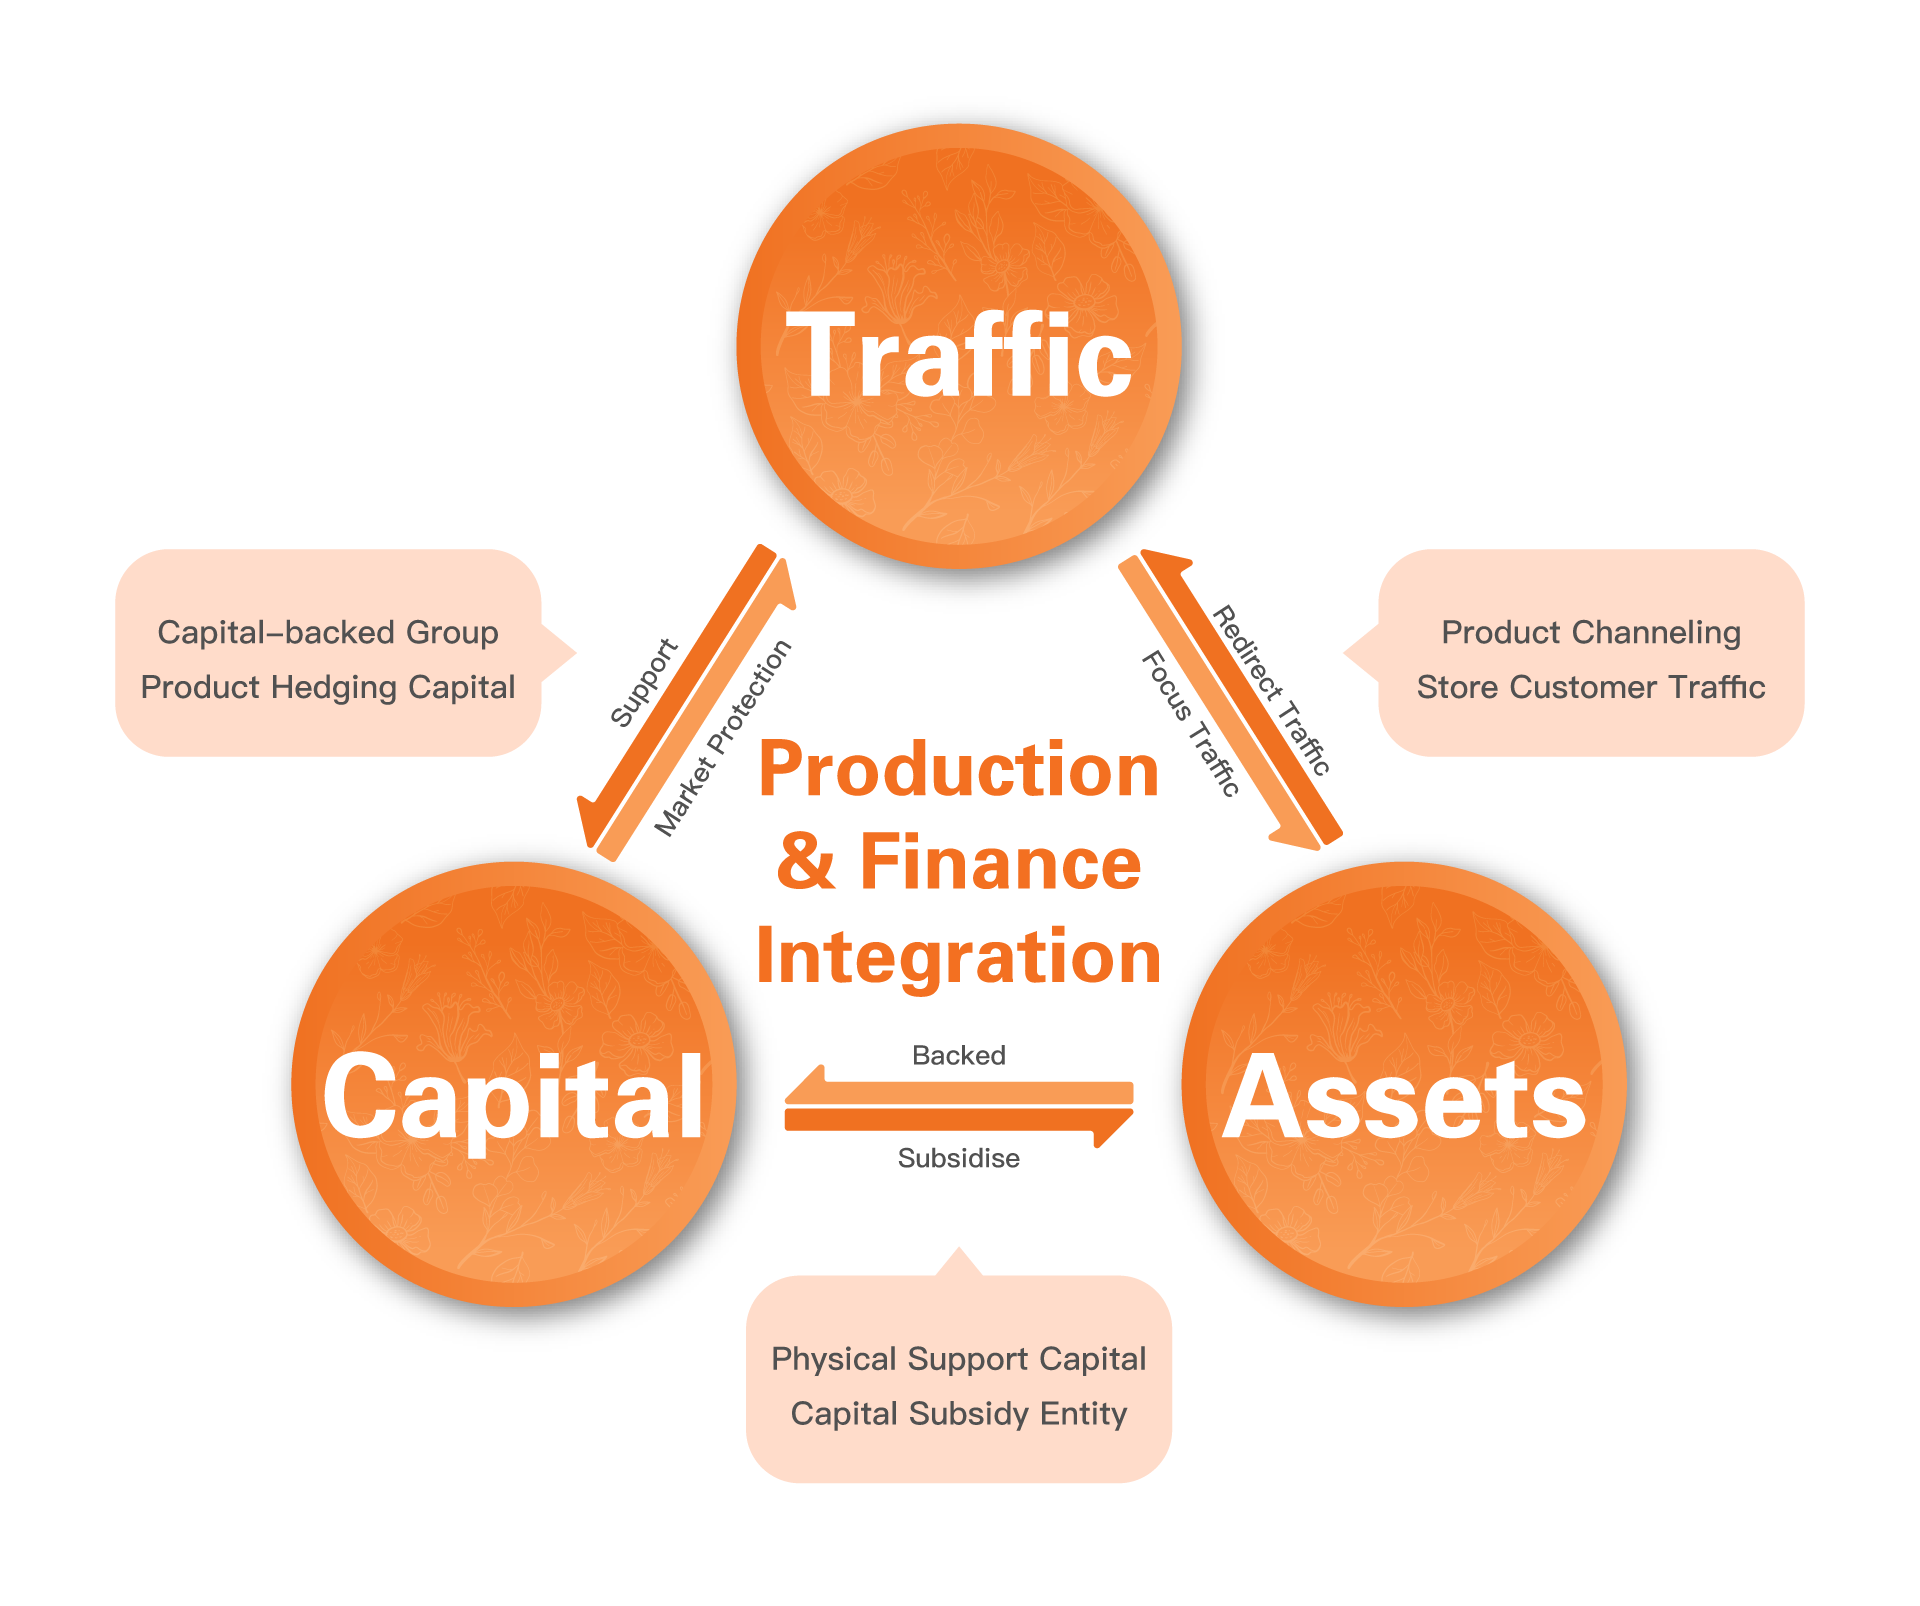 Traffic
Capital–backed Group
Product Hedging Capital
Support
Market Protection
Redirect Traffic
Focus Traffic
Product Channeling
Store Customer Traffic
Production
& Finance
Integration
Capital
Backed
Subsidise
Assets
Physical Support Capital
Capital Subsidy Entity